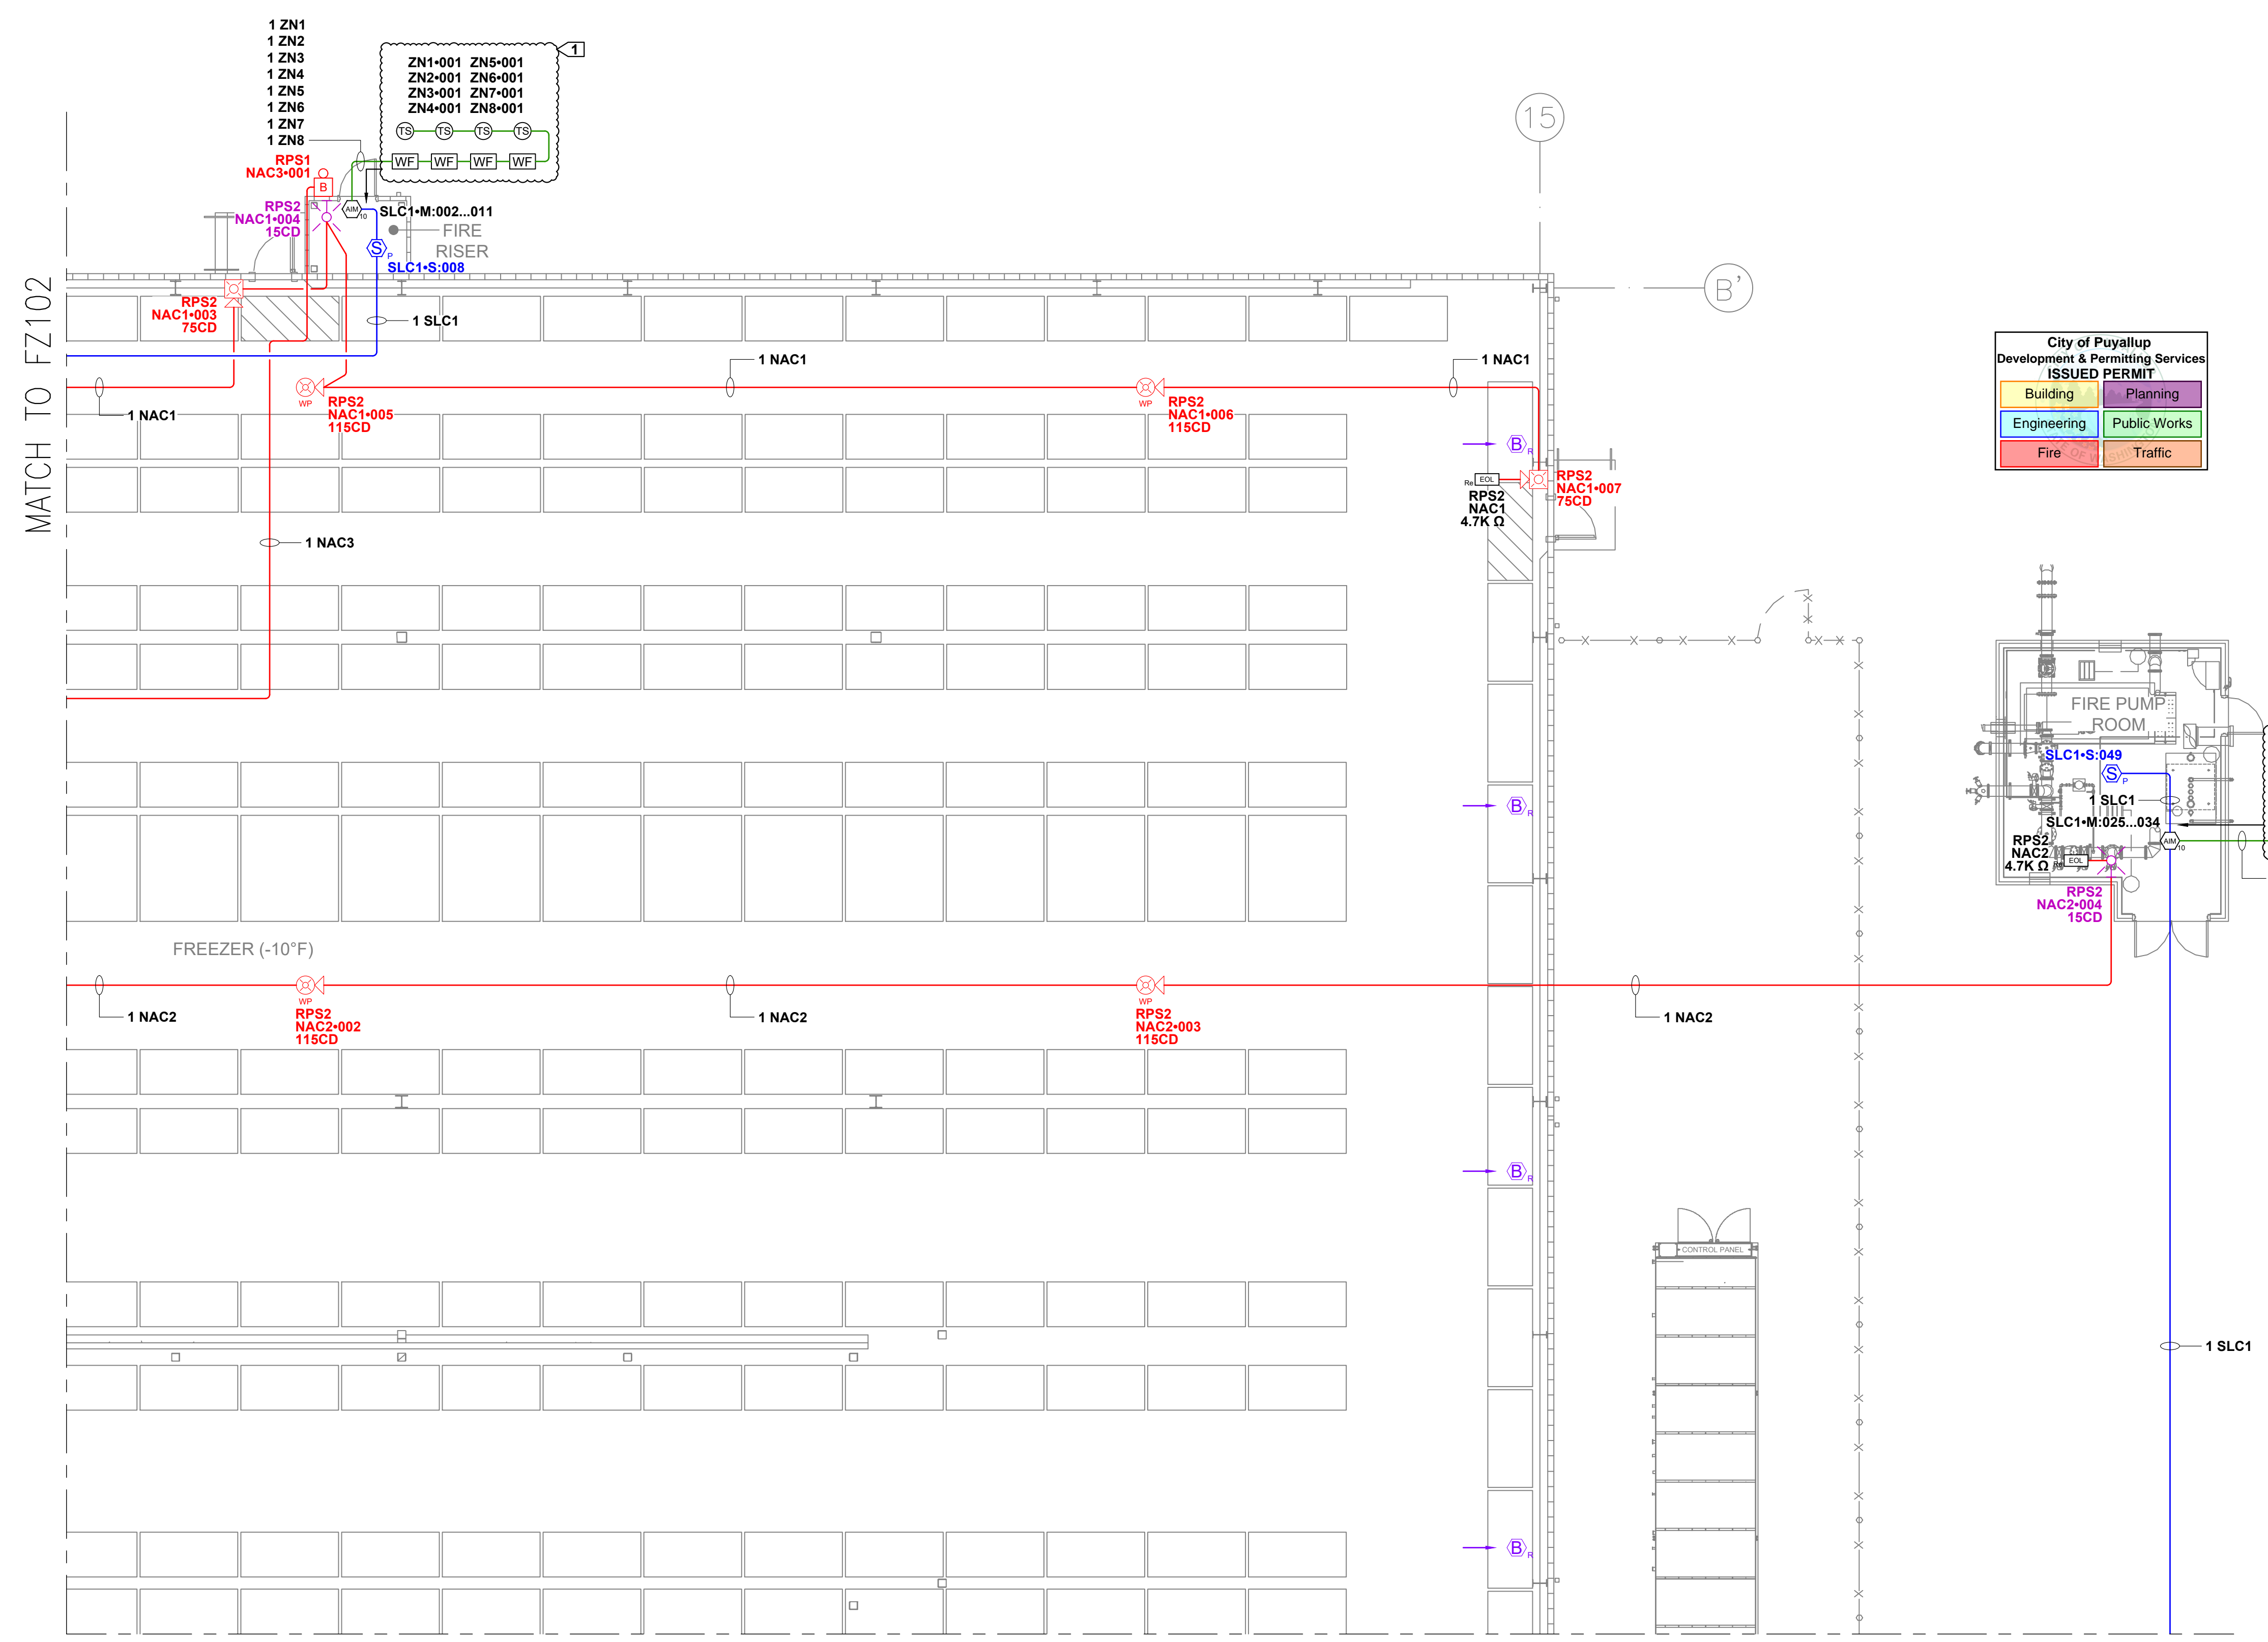 1 ZN1
1 ZN2
1 ZN3
1 ZN4
1 ZN5
1 ZN6
1 ZN7
1 ZN8
ZN1•001 ZN5•001
ZN2•001 ZN6•001
ZN3•001 ZN7•001
ZN4•001 ZN8•001
TS TS TS TS
WF WF WF WF
1
RPS1
NAC3•001
B
RPS2
NAC1•004
15CD
AIM
10
SLC1•M:002...011
FIRE
RISER
S
P
SLC1•S:008
15
B'
MATCH TO FZ102
RPS2
NAC1•003
75CD
1 SLC1
1 NAC1
1 NAC1
1 NAC1
WP
RPS2
NAC1•005
115CD
WP
RPS2
NAC1•006
115CD
B
R
Re
EOL
RPS2
NAC1
4.7K Ω
RPS2
NAC1•007
75CD
1 NAC3
City of Puyallup
Development & Permitting Services
ISSUED PERMIT
Building
Planning
Engineering
Public Works
Fire
Traffic
OF WASHIN
FIRE PUMP
ROOM
SLC1•S:049
S
P
1 SLC1
SLC1•M:025...034
AIM
10
RPS2
NAC2
4.7K Ω
Re
EOL
RPS2
NAC2•004
15CD
B
R
FREEZER (-10°F)
1 NAC2
WP
RPS2
NAC2•002
115CD
1 NAC2
WP
RPS2
NAC2•003
115CD
1 NAC2
B
R
CONTROL PANEL
1 SLC1
B
R